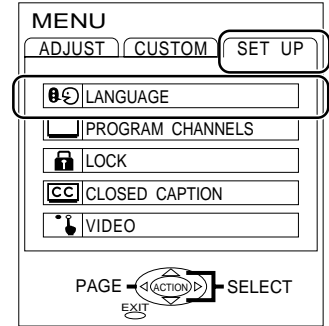 MENU
ADJUST CUSTOM SET UP
LANGUAGE
PROGRAM CHANNELS
LOCK
CC CLOSED CAPTION
VIDEO
PAGE ACTION SELECT
EXIT